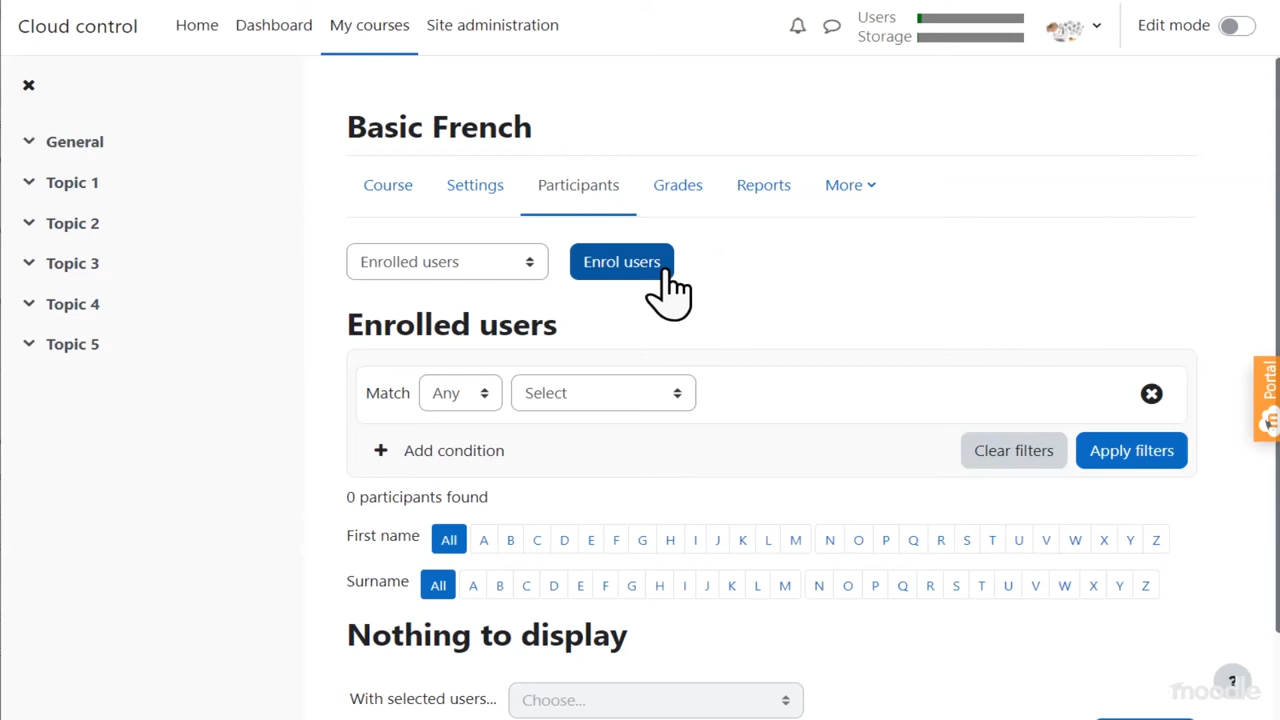 Cloud control Home Dashboard My courses Site administration Users Storage Edit mode
General
Topic 1
Topic 2
Topic 3
Topic 4
Topic 5
Basic French
Course Settings Participants Grades Reports More
Enrolled users Enrol users
Enrolled users
Match Any Select
Add condition Clear filters Apply filters
0 participants found
First name All A B C D E F G H I J K L M N O P Q R S T U V W X Y Z
Surname All A B C D E F G H I J K L M N O P Q R S T U V W X Y Z
Nothing to display
With selected users... Choose...
Portal
?
moodle